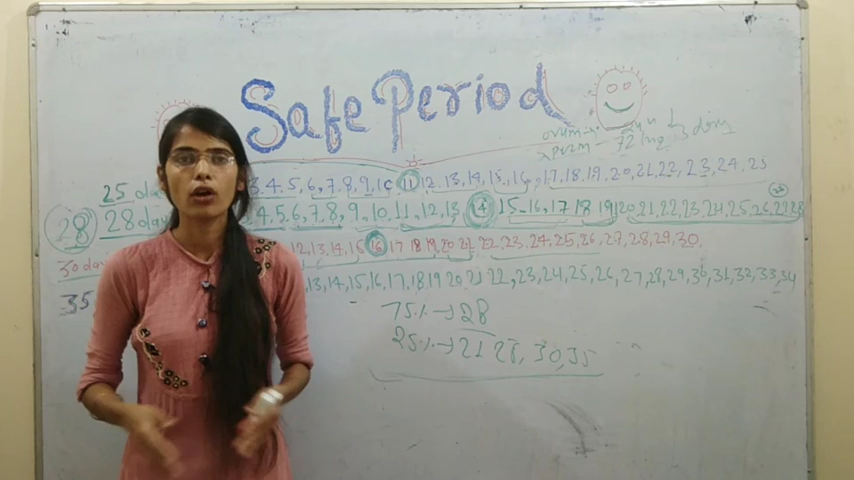 Safe Period
ovum →
sperm - 72
25 da 3, 4, 5, 6, 7, 8, 9, 10 11 12, 13, 14, 15, 16, 17, 18, 19, 20, 21, 22, 23, 24, 25
28 28 day 4, 5, 6, 7, 8, 9, 10, 11, 12, 13, 14 15, 16, 17 18 19 20 21, 22, 23, 24, 25, 26, 27 28
30 day 12, 13, 14, 15 16 17 18 19 20 21, 22, 23, 24, 25, 26, 27, 28, 29, 30,
35 13, 14, 15, 16, 17, 18, 19 20 21 22, 23, 24, 25, 26, 27, 28, 29, 30, 31, 32, 33, 34
75% → 28
25% → 21 28, 30, 35